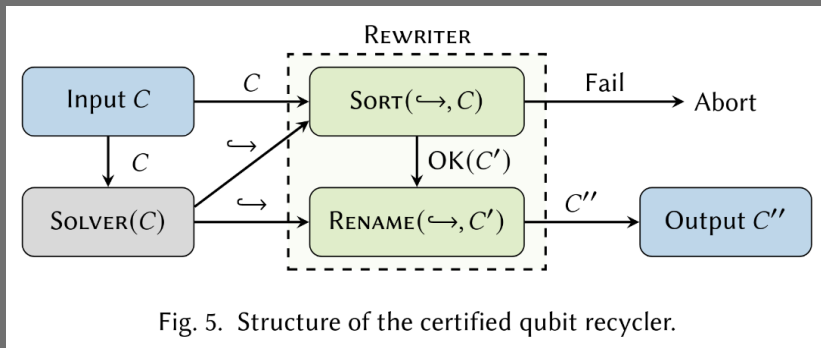 REWRITER
Input C
C
SORT(↪, C)
Fail
Abort
C
↪
OK(C′)
SOLVER(C)
↪
RENAME(↪, C′)
C′′
Output C′′
Fig. 5. Structure of the certified qubit recycler.